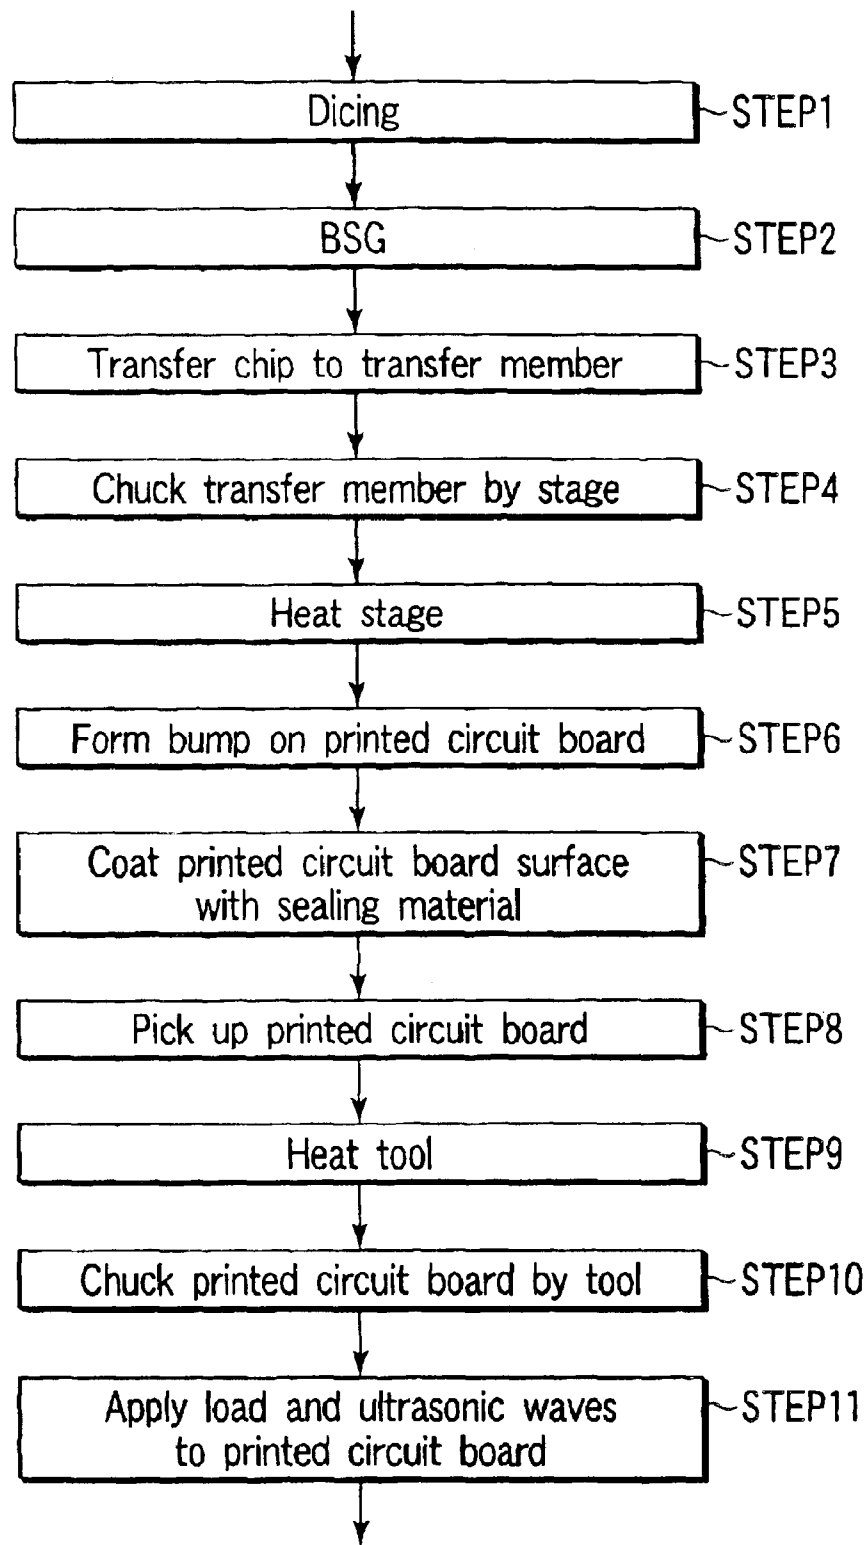 Dicing
STEP1
BSG
STEP2
Transfer chip to transfer member
STEP3
Chuck transfer member by stage
STEP4
Heat stage
STEP5
Form bump on printed circuit board
STEP6
Coat printed circuit board surface
with sealing material
STEP7
Pick up printed circuit board
STEP8
Heat tool
STEP9
Chuck printed circuit board by tool
STEP10
Apply load and ultrasonic waves
to printed circuit board
STEP11